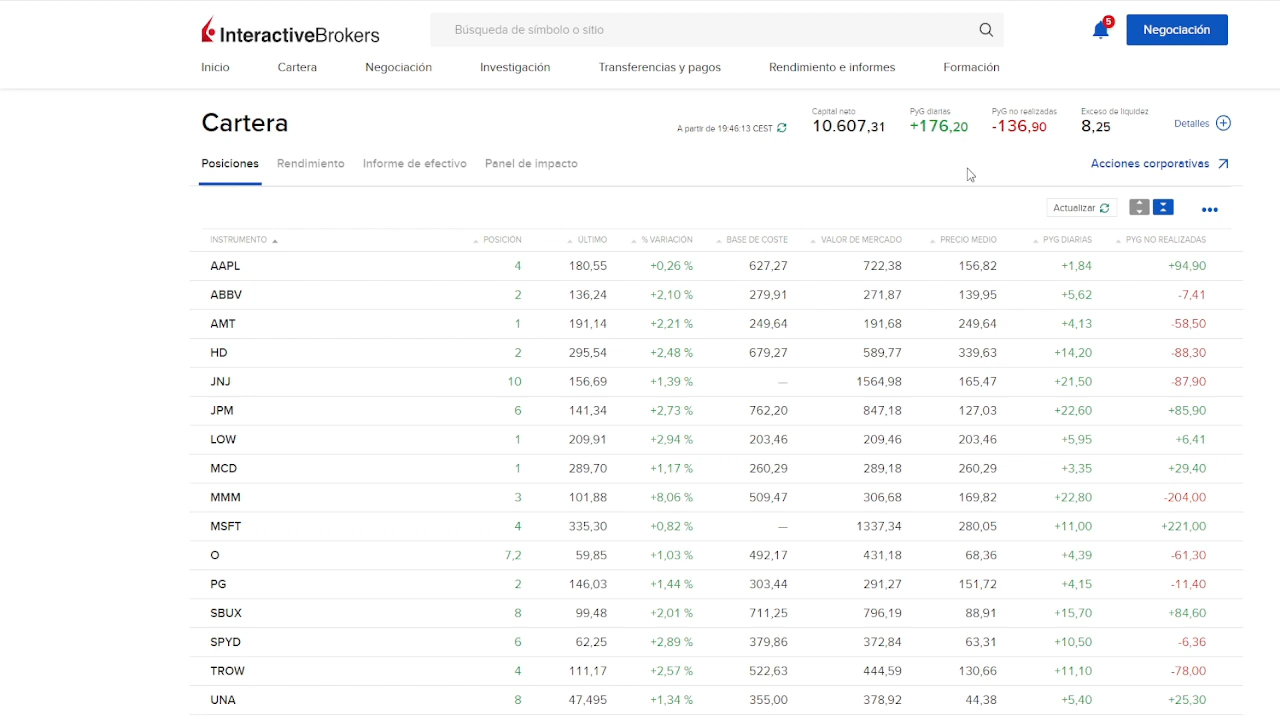 InteractiveBrokers
Búsqueda de símbolo o sitio
5
Negociación
Inicio Cartera Negociación Investigación Transferencias y pagos Rendimiento e informes Formación
Cartera
A partir de 19:46:13 CEST
Capital neto PyG diarias PyG no realizadas Exceso de liquidez
10.607,31 +176,20 -136,90 8,25
Detalles
Posiciones Rendimiento Informe de efectivo Panel de impacto
Acciones corporativas
Actualizar
INSTRUMENTO POSICIÓN ÚLTIMO % VARIACIÓN BASE DE COSTE VALOR DE MERCADO PRECIO MEDIO PYG DIARIAS PYG NO REALIZADAS
AAPL 4 180,55 +0,26 % 627,27 722,38 156,82 +1,84 +94,90
ABBV 2 136,24 +2,10 % 279,91 271,87 139,95 +5,62 -7,41
AMT 1 191,14 +2,21 % 249,64 191,68 249,64 +4,13 -58,50
HD 2 295,54 +2,48 % 679,27 589,77 339,63 +14,20 -88,30
JNJ 10 156,69 +1,39 % — 1564,98 165,47 +21,50 -87,90
JPM 6 141,34 +2,73 % 762,20 847,18 127,03 +22,60 +85,90
LOW 1 209,91 +2,94 % 203,46 209,46 203,46 +5,95 +6,41
MCD 1 289,70 +1,17 % 260,29 289,18 260,29 +3,35 +29,40
MMM 3 101,88 +8,06 % 509,47 306,68 169,82 +22,80 -204,00
MSFT 4 335,30 +0,82 % — 1337,34 280,05 +11,00 +221,00
O 7,2 59,85 +1,03 % 492,17 431,18 68,36 +4,39 -61,30
PG 2 146,03 +1,44 % 303,44 291,27 151,72 +4,15 -11,40
SBUX 8 99,48 +2,01 % 711,25 796,19 88,91 +15,70 +84,60
SPYD 6 62,25 +2,89 % 379,86 372,84 63,31 +10,50 -6,36
TROW 4 111,17 +2,57 % 522,63 444,59 130,66 +11,10 -78,00
UNA 8 47,495 +1,34 % 355,00 378,92 44,38 +5,40 +25,30